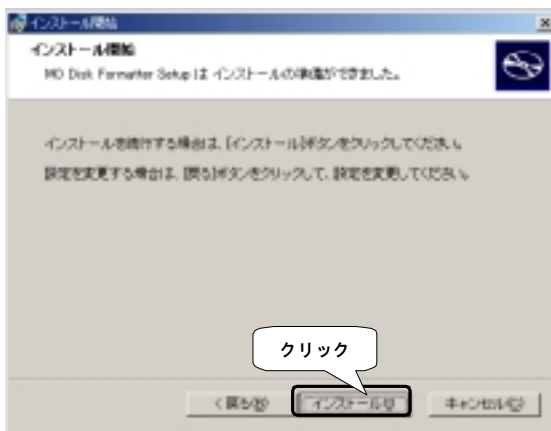 インストール開始
インストール開始
MO Disk Formatter Setup は インストールの準備ができました。
インストールを続行する場合は、[インストール]ボタンをクリックしてください。
設定を変更する場合は、[戻る]ボタンをクリックして、設定を変更してください。
クリック
< 戻る(B)
インストール(I)
キャンセル(C)